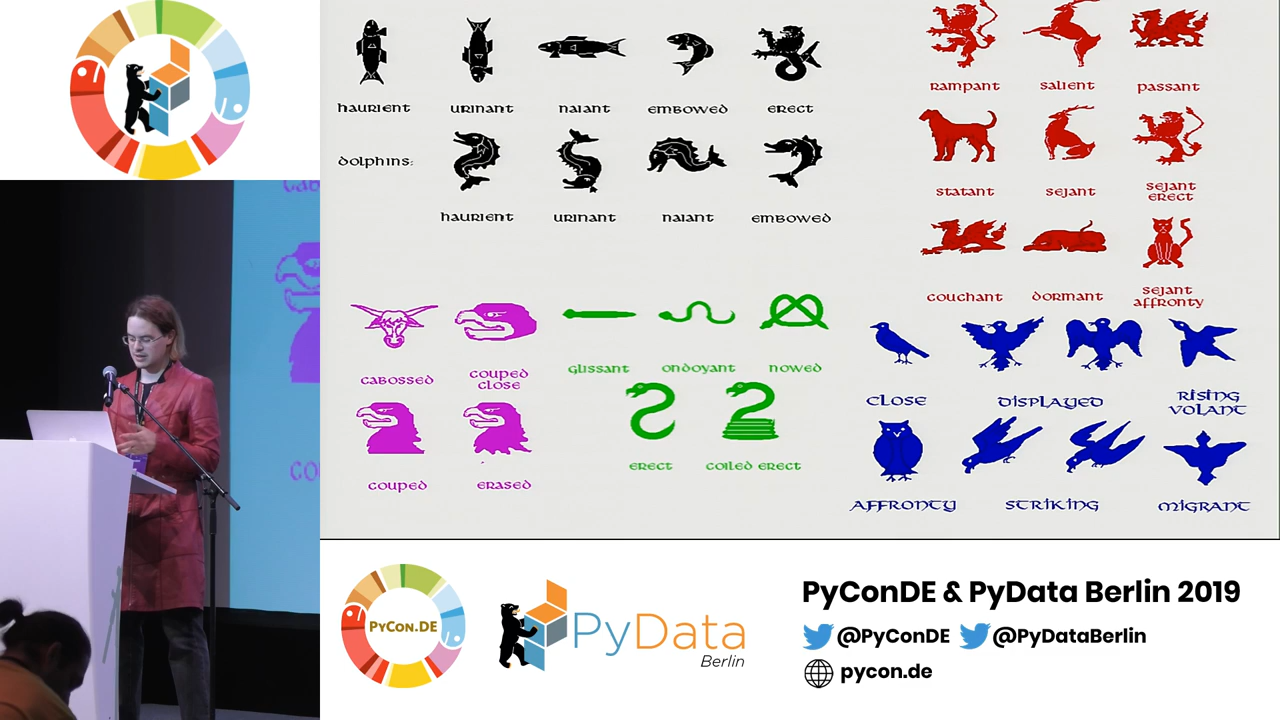 haurient
urinant
naiant
embowed
erect
dolphins:
haurient
urinant
naiant
embowed
rampant
salient
passant
statant
sejant
sejant
erect
couchant
dormant
sejant
affronty
cabossed
couped
close
couped
erased
glissant
ondoyant
nowed
erect
coiled erect
close
displayed
rising
volant
affronty
striking
migrant
PyCon.DE
PyData
Berlin
PyConDE & PyData Berlin 2019
@PyConDE @PyDataBerlin
pycon.de